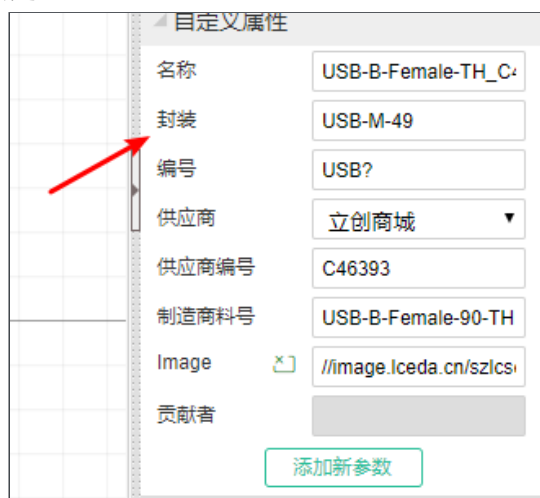 自定义属性
名称 USB-B-Female-TH_C4
封装 USB-M-49
编号 USB?
供应商 立创商城
供应商编号 C46393
制造商料号 USB-B-Female-90-TH
Image //image.lceda.cn/szlcs
贡献者
添加新参数